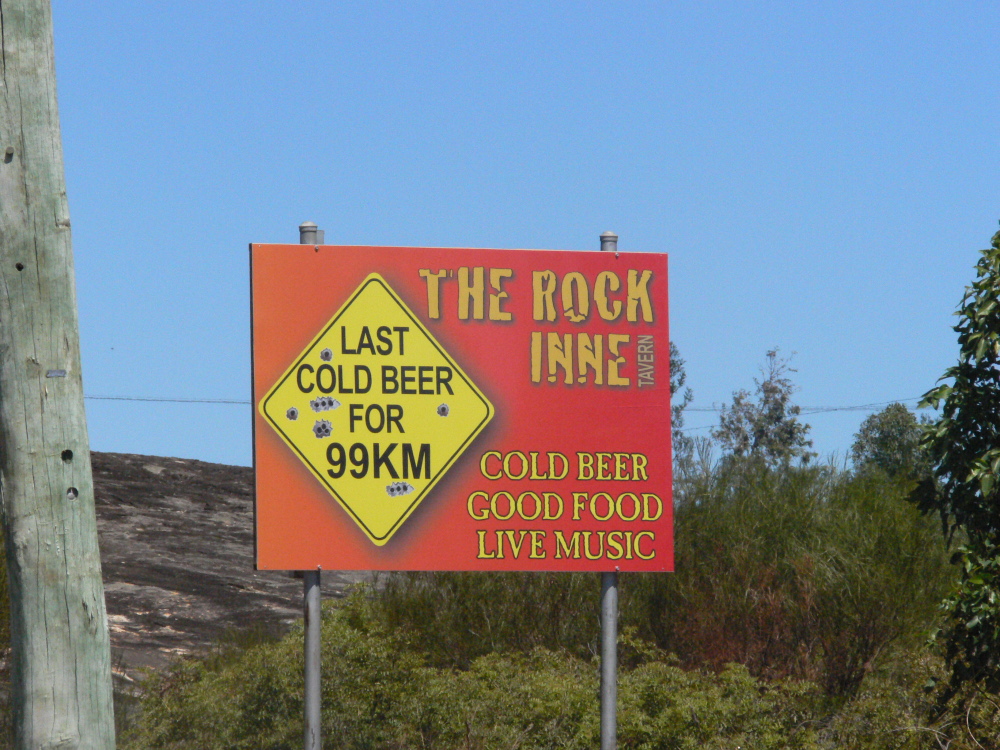 LAST
COLD BEER
FOR
99KM
THE ROCK
INNE
TAVERN
COLD BEER
GOOD FOOD
LIVE MUSIC